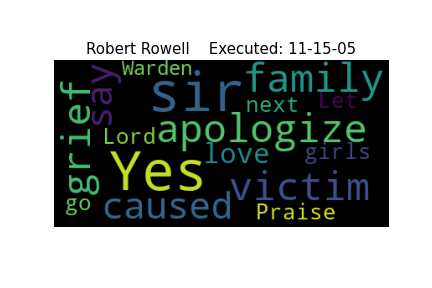 Robert Rowell    Executed: 11-15-05
Warden
say
sir
family
grief
next
Let
Lord
apologize
love
girls
Yes
victim
go
caused
Praise